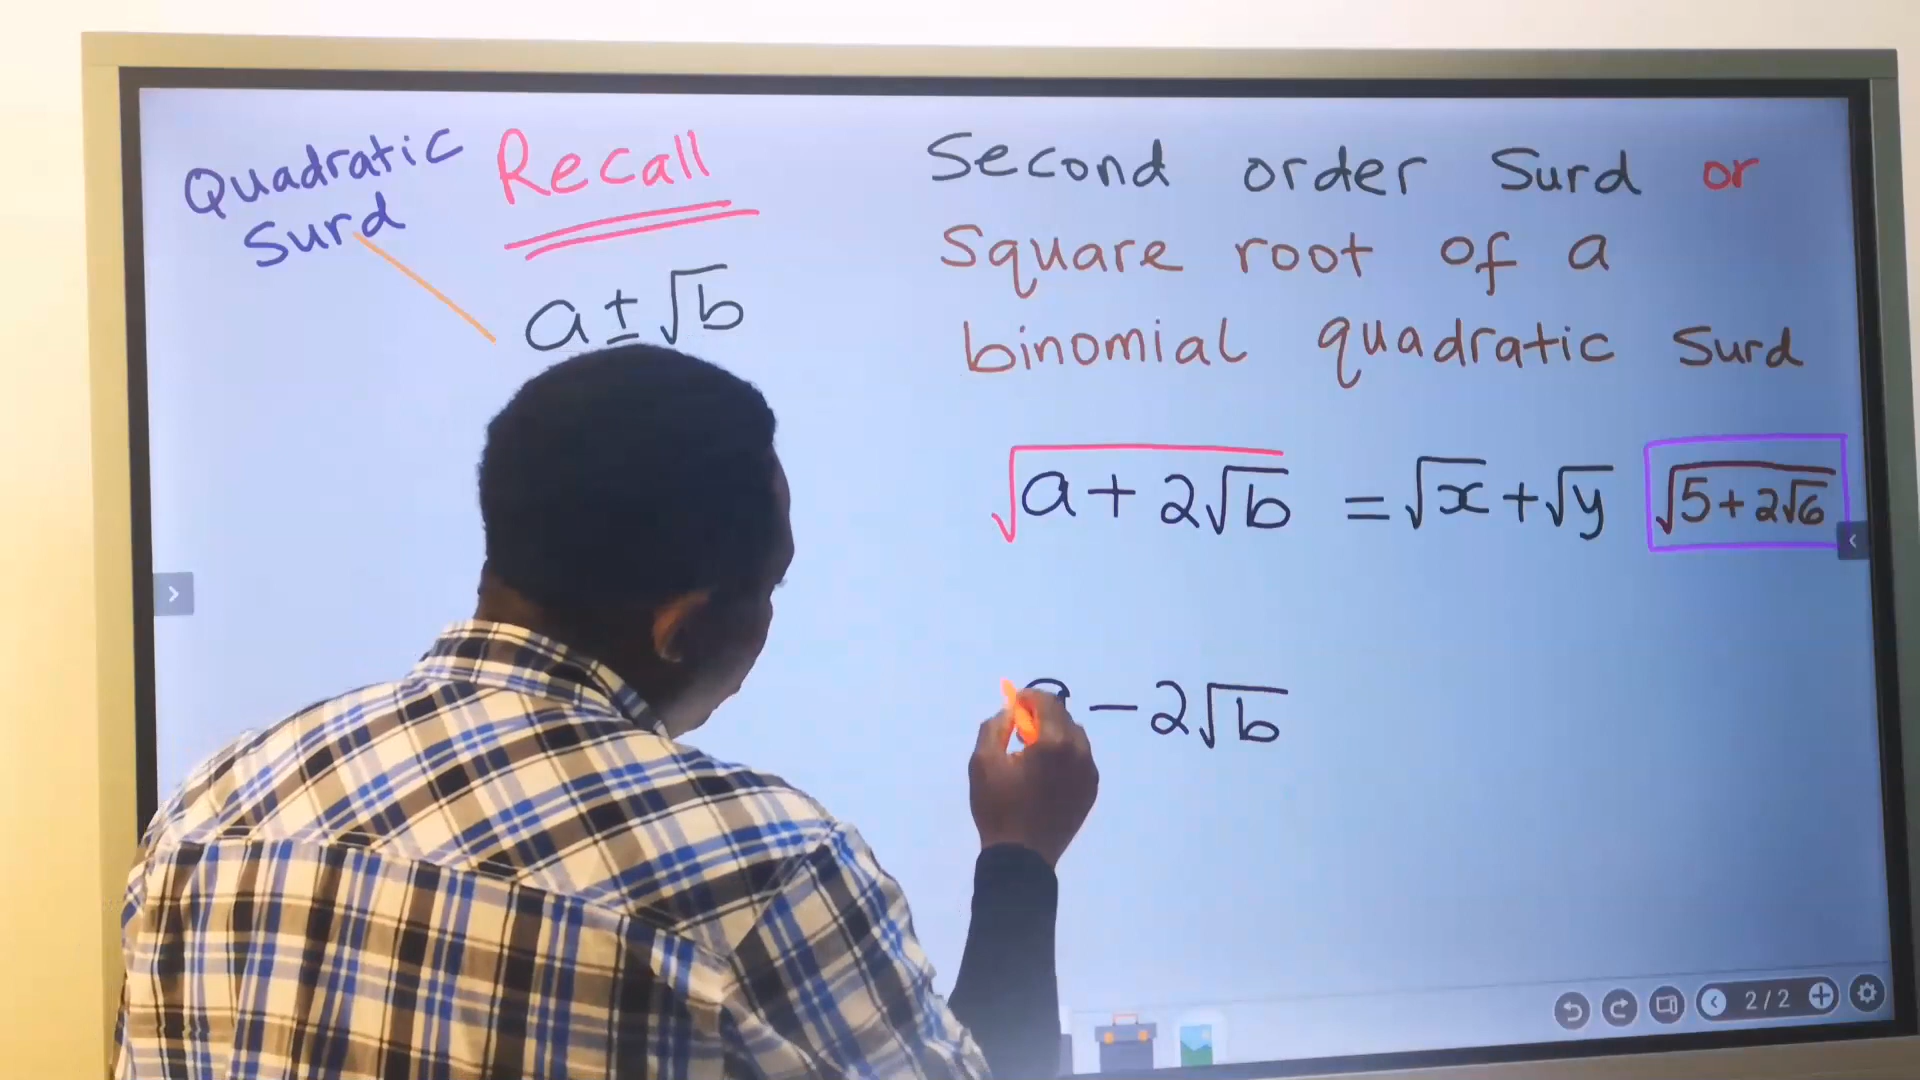 Quadratic
Surd
Recall
a ± √b
Second order Surd or
Square root of a
binomial quadratic Surd
√(a + 2√b) = √x + √y
√(5 + 2√6)
- 2√b
2/2